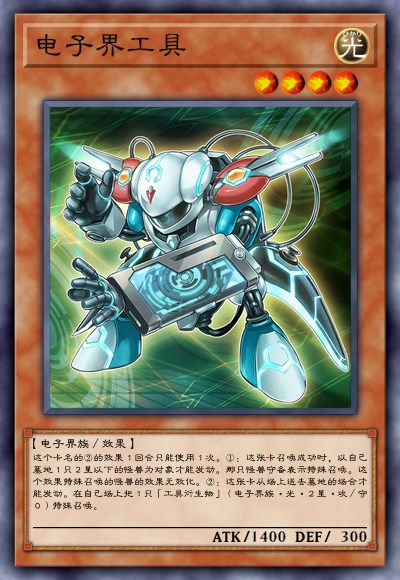 电子界工具
光
【电子界族／效果】
这个卡名的②的效果1回合只能使用1次。①：这张卡召唤成功时，以自己
墓地1只2星以下的怪兽为对象才能发动。
那只怪兽守备表示特殊召唤。这
个效果特殊召唤的怪兽的效果无效化。②：这张卡从场上送去墓地的场合才
能发动。在自己场上把1只「工具衍生物」（电子界族・光・2星・攻／守
0）特殊召唤。
ATK/1400 DEF/ 300